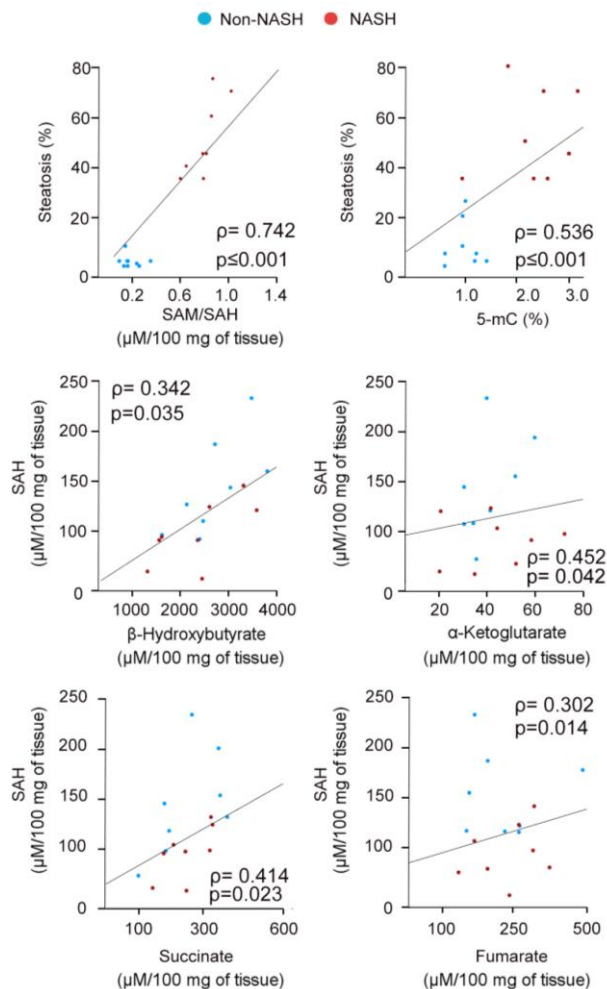 Non-NASH NASH
Steatosis (%)
80
60
40
20
0
0.2 0.6 1.0 1.4
ρ= 0.742
p≤0.001
SAM/SAH
(µM/100 mg of tissue)
Steatosis (%)
80
60
40
20
0
1.0 2.0 3.0
ρ= 0.536
p≤0.001
5-mC (%)
SAH
(µM/100 mg of tissue)
250
200
150
100
0
1000 2000 3000 4000
ρ= 0.342
p=0.035
β-Hydroxybutyrate
(µM/100 mg of tissue)
SAH
(µM/100 mg of tissue)
250
200
150
100
0
20 40 60 80
ρ= 0.452
p= 0.042
α-Ketoglutarate
(µM/100 mg of tissue)
SAH
(µM/100 mg of tissue)
250
200
150
100
0
100 300 600
ρ= 0.414
p=0.023
Succinate
(µM/100 mg of tissue)
SAH
(µM/100 mg of tissue)
250
200
150
100
0
100 250 500
ρ= 0.302
p=0.014
Fumarate
(µM/100 mg of tissue)